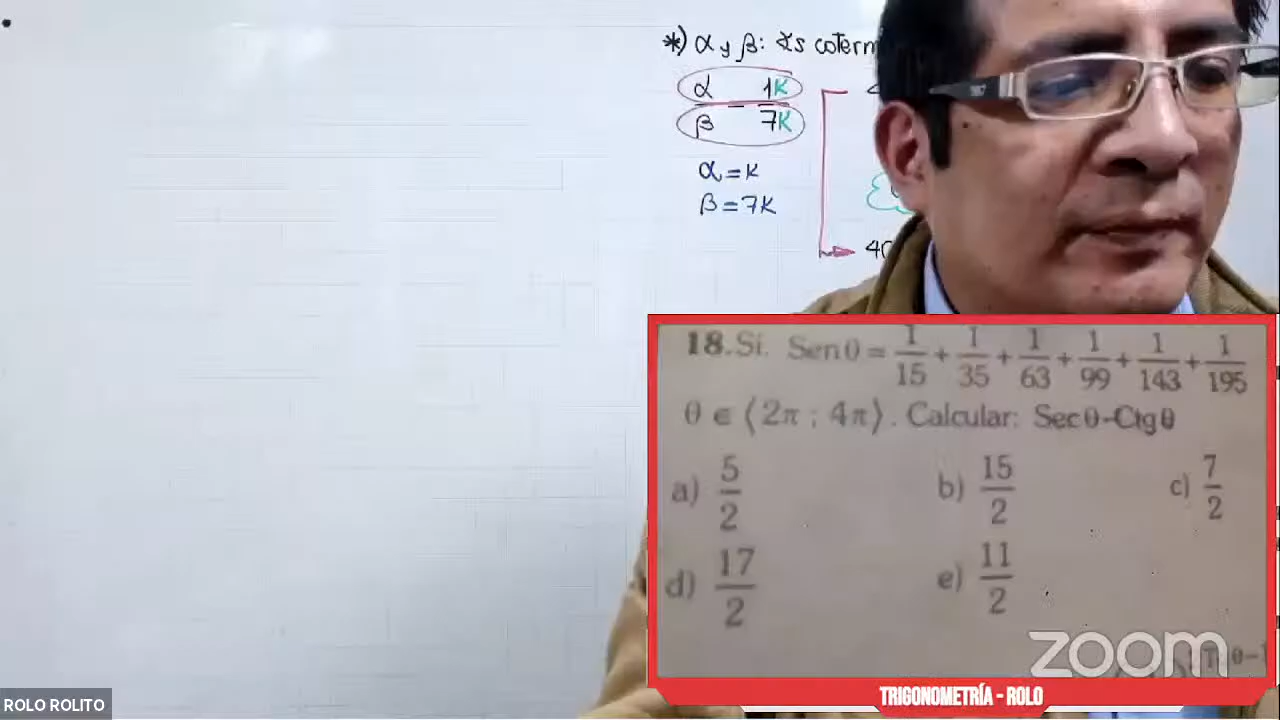 *) α y β: ∡s coterm
α 1K
β 7K
α = K
β = 7K
18. Si. Senθ = 1/15 + 1/35 + 1/63 + 1/99 + 1/143 + 1/195
θ ∈ ⟨2π ; 4π⟩. Calcular: Secθ-Ctgθ
a) 5/2 b) 15/2 c) 7/2
d) 17/2 e) 11/2
zoom
ROLO ROLITO
TRIGONOMETRÍA - ROLO